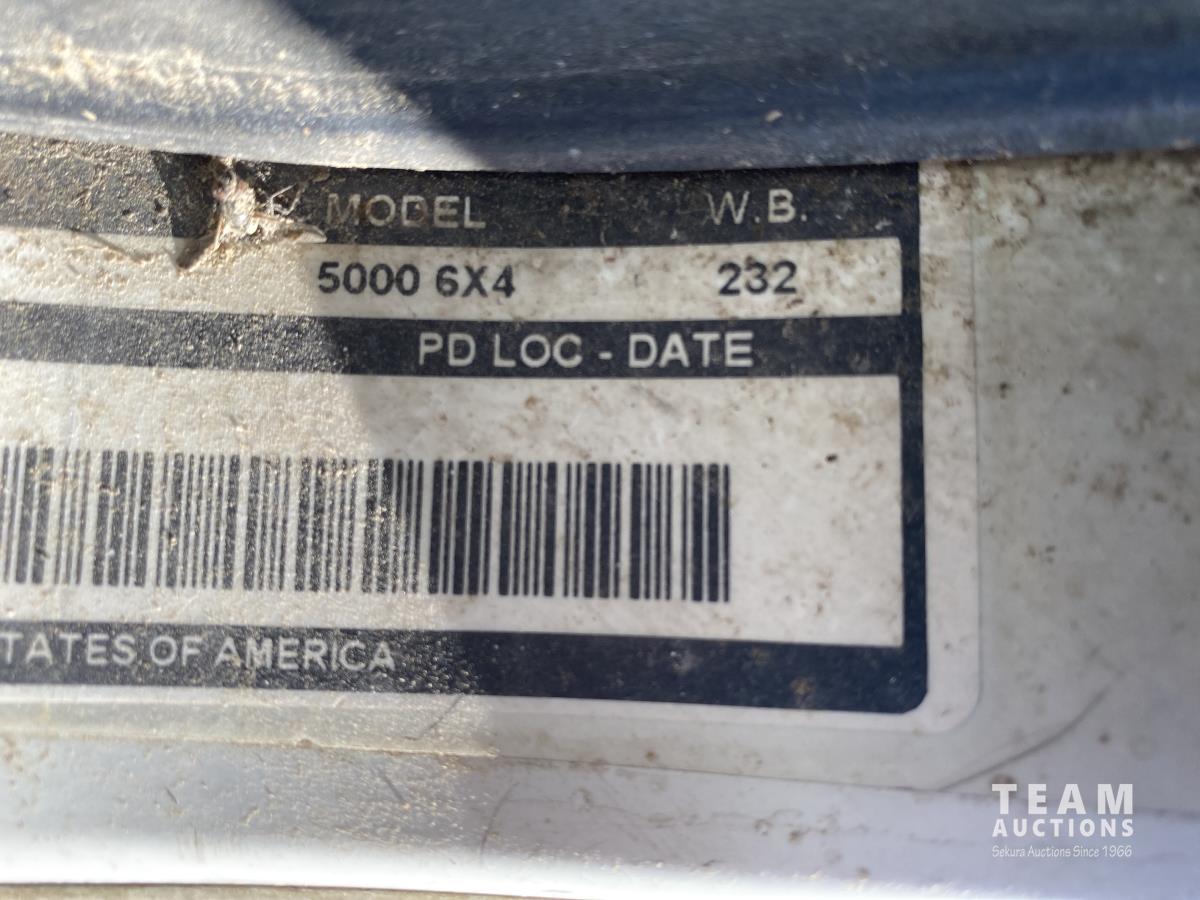 MODEL W.B.
5000 6X4 232
PD LOC - DATE
TATES OF AMERICA
TEAM
AUCTIONS
Sekura Auctions Since 1966